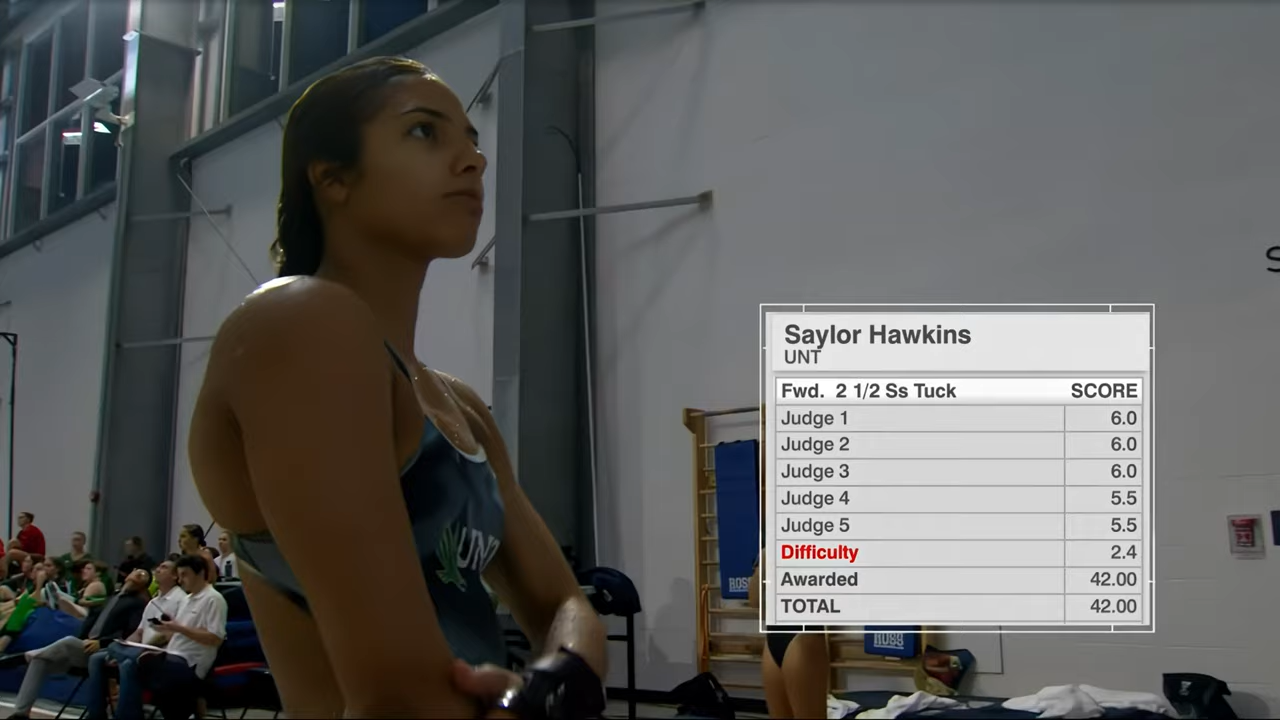 Saylor Hawkins
UNT
Fwd. 2 1/2 Ss Tuck SCORE
Judge 1 6.0
Judge 2 6.0
Judge 3 6.0
Judge 4 5.5
Judge 5 5.5
Difficulty 2.4
Awarded 42.00
TOTAL 42.00
UNT
S